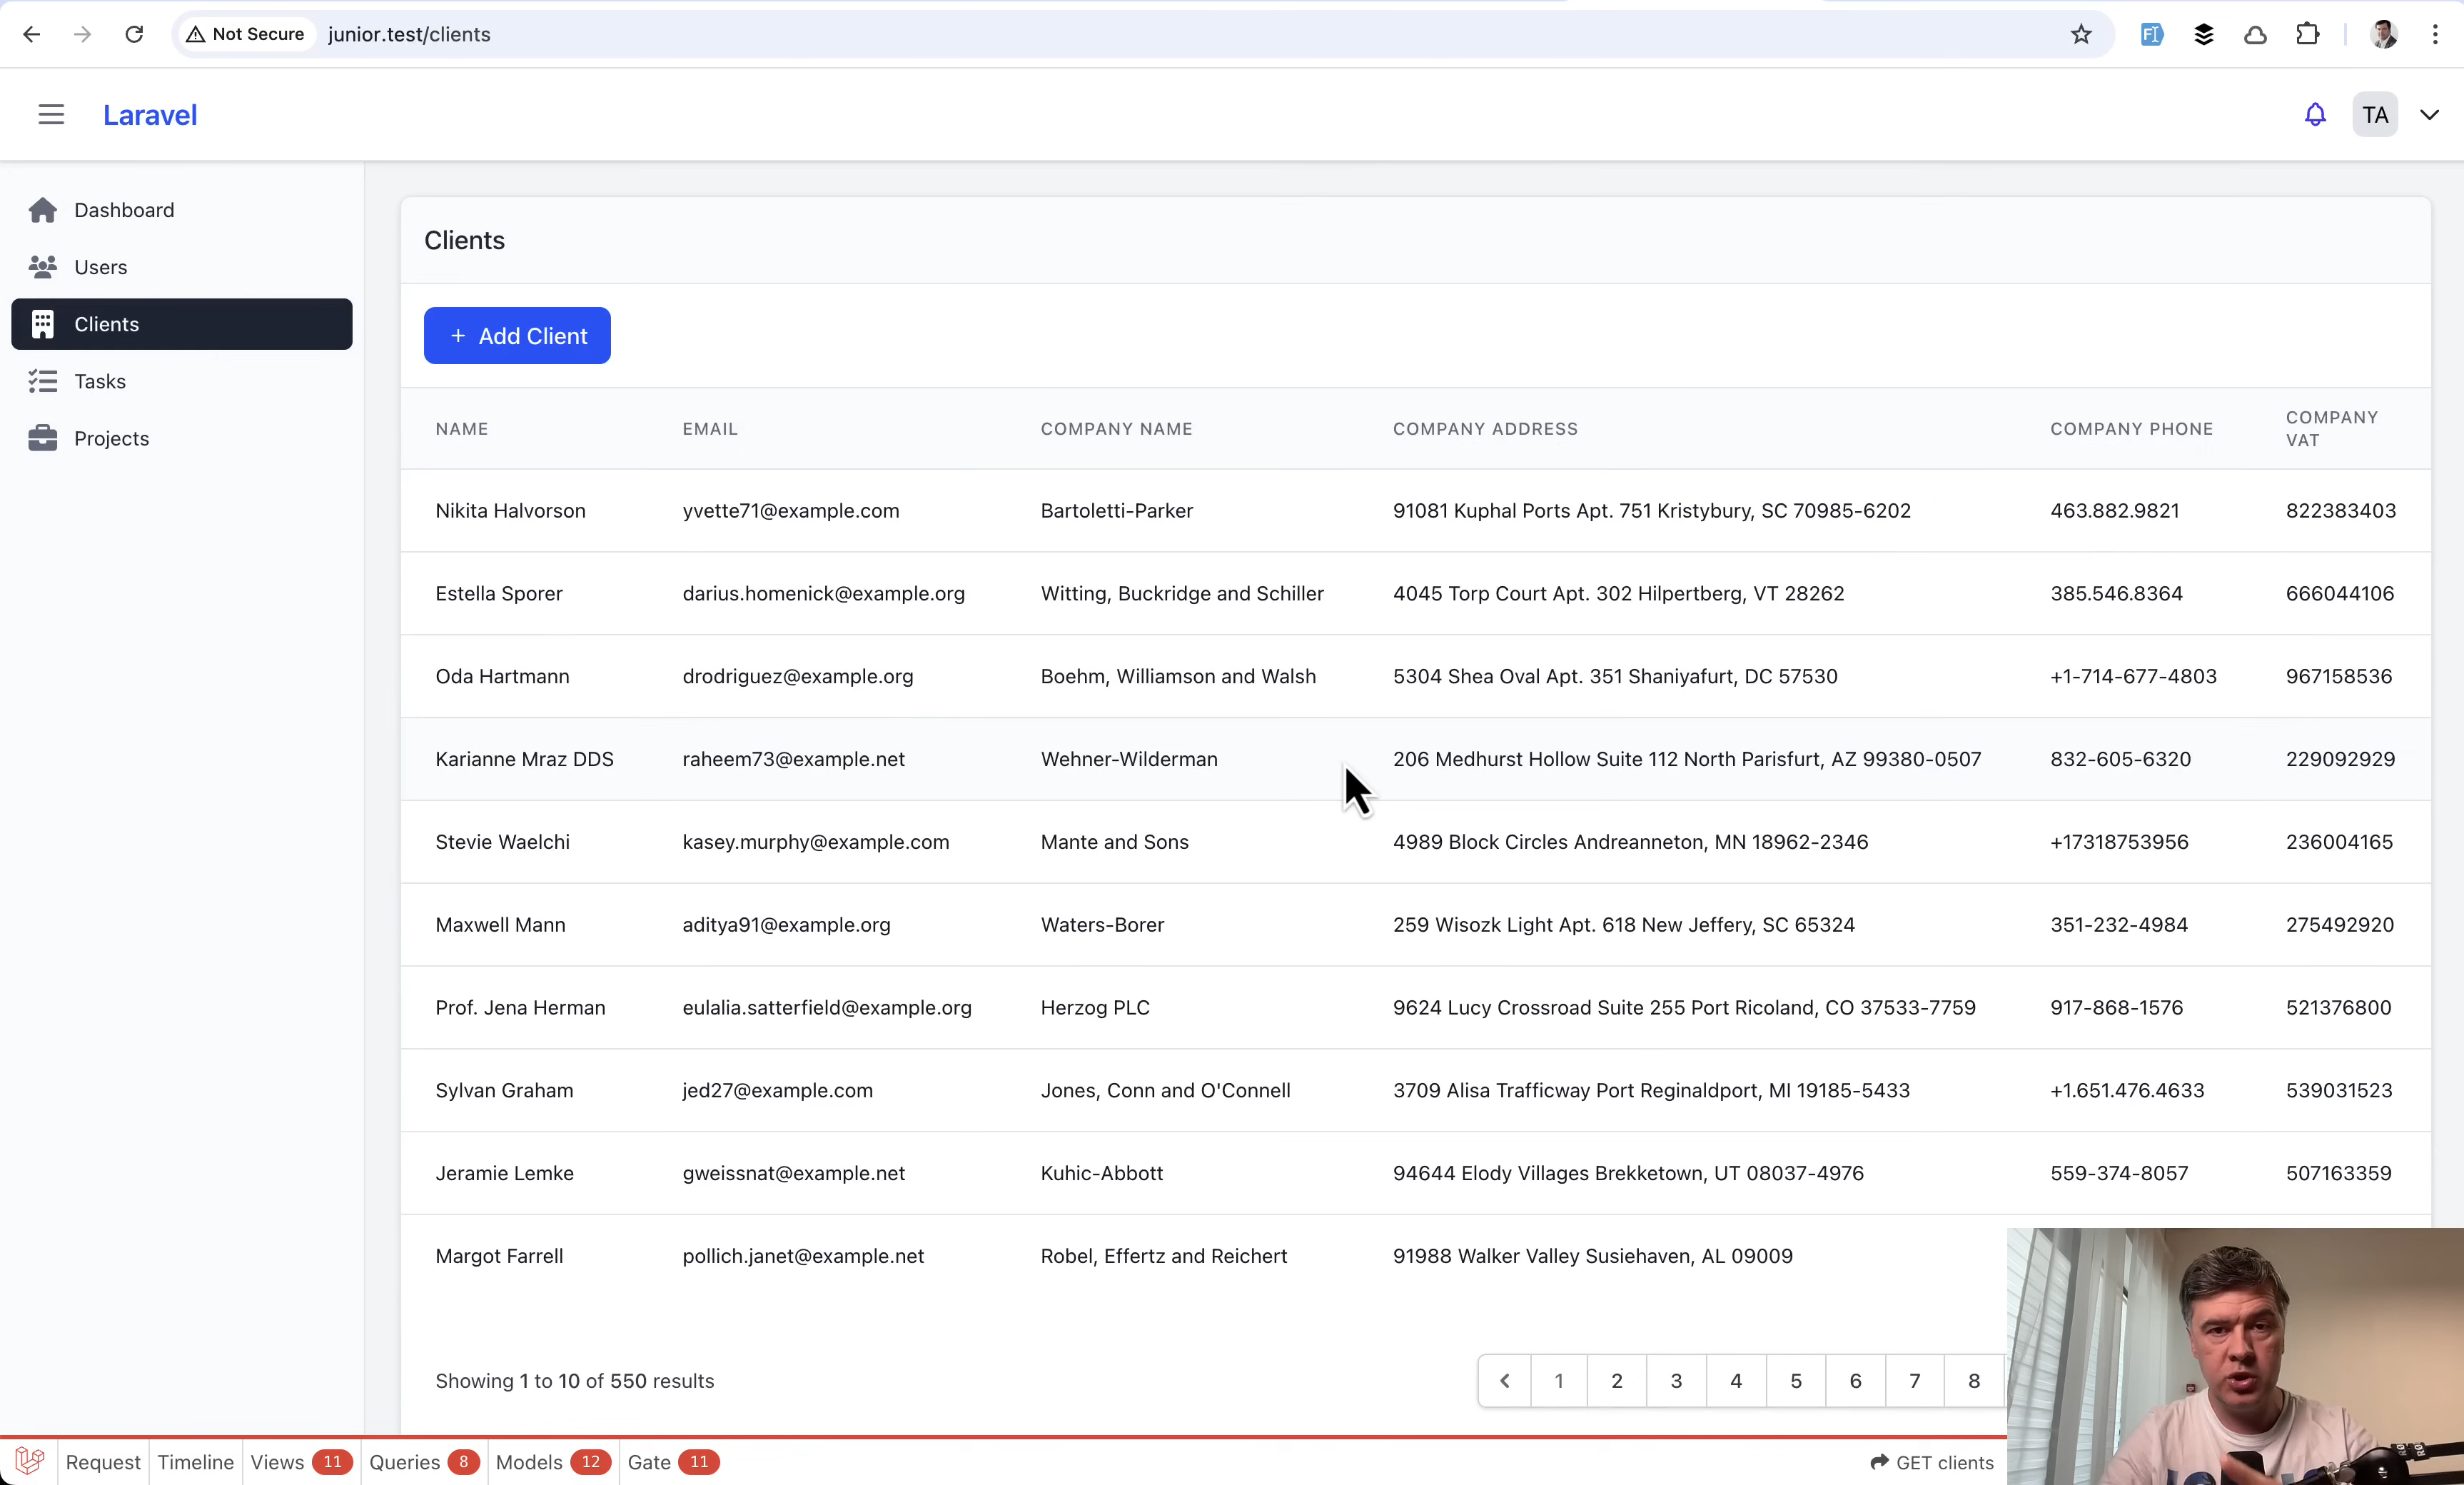 Not Secure junior.test/clients
Laravel
TA
Dashboard
Users
Clients
Tasks
Projects
Clients
+ Add Client
NAME EMAIL COMPANY NAME COMPANY ADDRESS COMPANY PHONE COMPANY VAT
Nikita Halvorson yvette71@example.com Bartoletti-Parker 91081 Kuphal Ports Apt. 751 Kristybury, SC 70985-6202 463.882.9821 822383403
Estella Sporer darius.homenick@example.org Witting, Buckridge and Schiller 4045 Torp Court Apt. 302 Hilpertberg, VT 28262 385.546.8364 666044106
Oda Hartmann drodriguez@example.org Boehm, Williamson and Walsh 5304 Shea Oval Apt. 351 Shaniyafurt, DC 57530 +1-714-677-4803 967158536
Karianne Mraz DDS raheem73@example.net Wehner-Wilderman 206 Medhurst Hollow Suite 112 North Parisfurt, AZ 99380-0507 832-605-6320 229092929
Stevie Waelchi kasey.murphy@example.com Mante and Sons 4989 Block Circles Andreanneton, MN 18962-2346 +17318753956 236004165
Maxwell Mann aditya91@example.org Waters-Borer 259 Wisozk Light Apt. 618 New Jeffery, SC 65324 351-232-4984 275492920
Prof. Jena Herman eulalia.satterfield@example.org Herzog PLC 9624 Lucy Crossroad Suite 255 Port Ricoland, CO 37533-7759 917-868-1576 521376800
Sylvan Graham jed27@example.com Jones, Conn and O'Connell 3709 Alisa Trafficway Port Reginaldport, MI 19185-5433 +1.651.476.4633 539031523
Jeramie Lemke gweissnat@example.net Kuhic-Abbott 94644 Elody Villages Brekketown, UT 08037-4976 559-374-8057 507163359
Margot Farrell pollich.janet@example.net Robel, Effertz and Reichert 91988 Walker Valley Susiehaven, AL 09009
Showing 1 to 10 of 550 results 1 2 3 4 5 6 7 8
Request Timeline Views 11 Queries 8 Models 12 Gate 11 GET clients